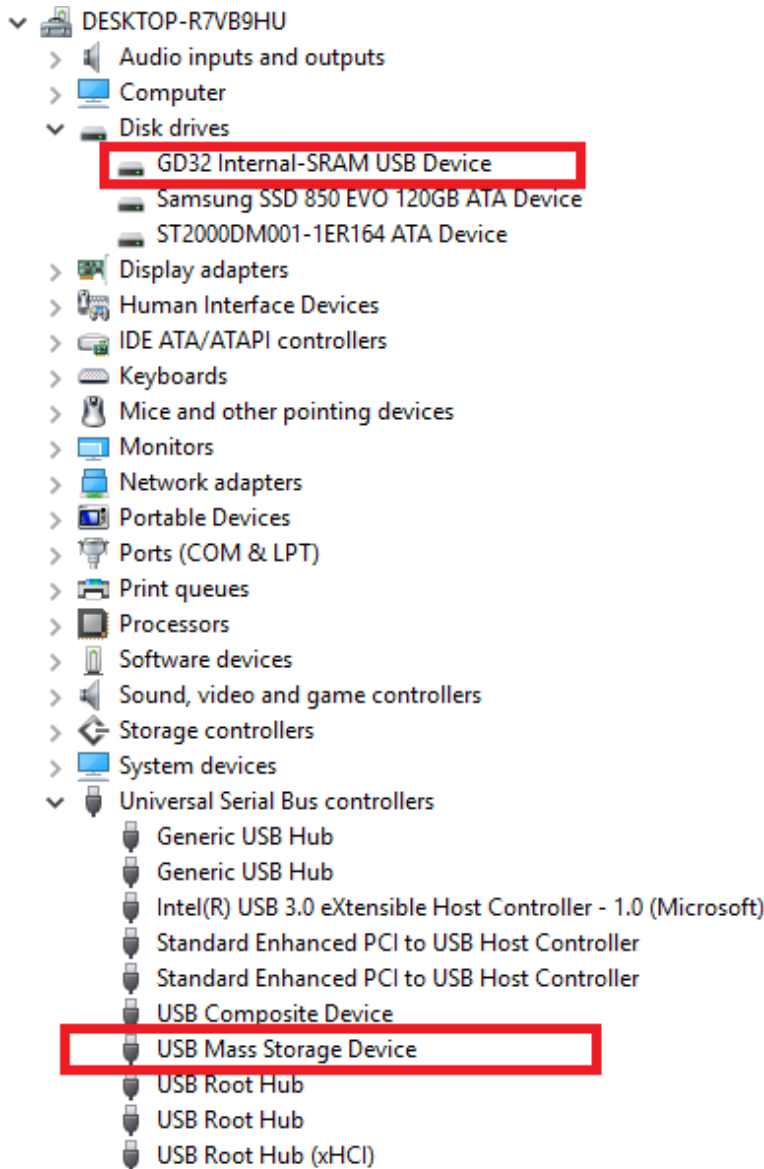 DESKTOP-R7VB9HU
Audio inputs and outputs
Computer
Disk drives
GD32 Internal-SRAM USB Device
Samsung SSD 850 EVO 120GB ATA Device
ST2000DM001-1ER164 ATA Device
Display adapters
Human Interface Devices
IDE ATA/ATAPI controllers
Keyboards
Mice and other pointing devices
Monitors
Network adapters
Portable Devices
Ports (COM & LPT)
Print queues
Processors
Software devices
Sound, video and game controllers
Storage controllers
System devices
Universal Serial Bus controllers
Generic USB Hub
Generic USB Hub
Intel(R) USB 3.0 eXtensible Host Controller - 1.0 (Microsoft)
Standard Enhanced PCI to USB Host Controller
Standard Enhanced PCI to USB Host Controller
USB Composite Device
USB Mass Storage Device
USB Root Hub
USB Root Hub
USB Root Hub (xHCI)